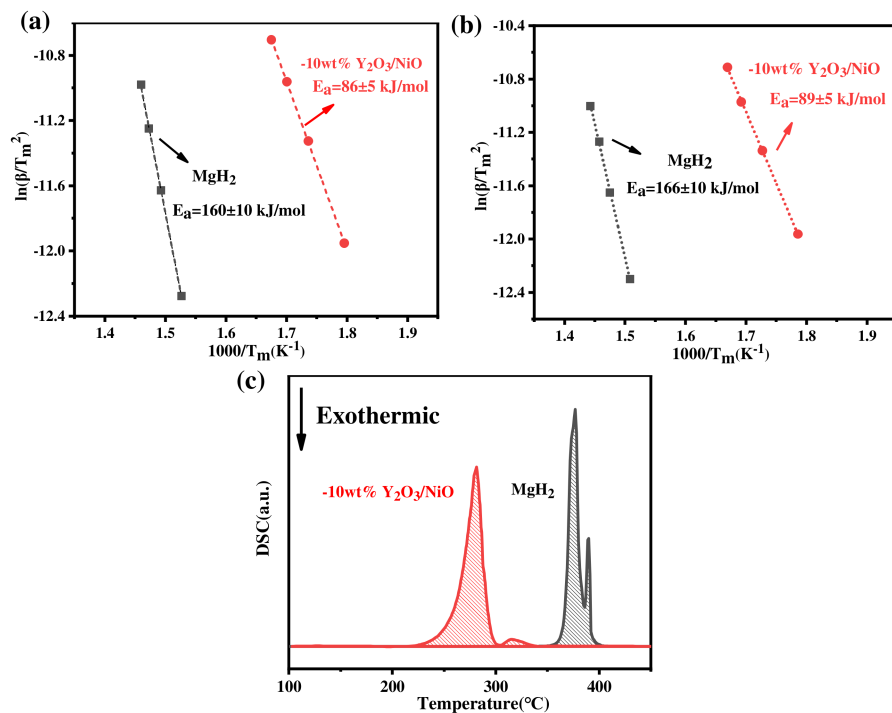 (a)
-10.8
-11.2
-11.6
-12.0
-12.4
ln(β/Tm²)
-10wt% Y₂O₃/NiO
Ea=86±5 kJ/mol
MgH₂
Ea=160±10 kJ/mol
1.4 1.5 1.6 1.7 1.8 1.9
1000/Tm(K⁻¹)
(b)
-10.4
-10.8
-11.2
-11.6
-12.0
-12.4
ln(β/Tm²)
-10wt% Y₂O₃/NiO
Ea=89±5 kJ/mol
MgH₂
Ea=166±10 kJ/mol
1.4 1.5 1.6 1.7 1.8 1.9
1000/Tm(K⁻¹)
(c)
Exothermic
-10wt% Y₂O₃/NiO
MgH₂
DSC(a.u.)
100 200 300 400
Temperature(°C)